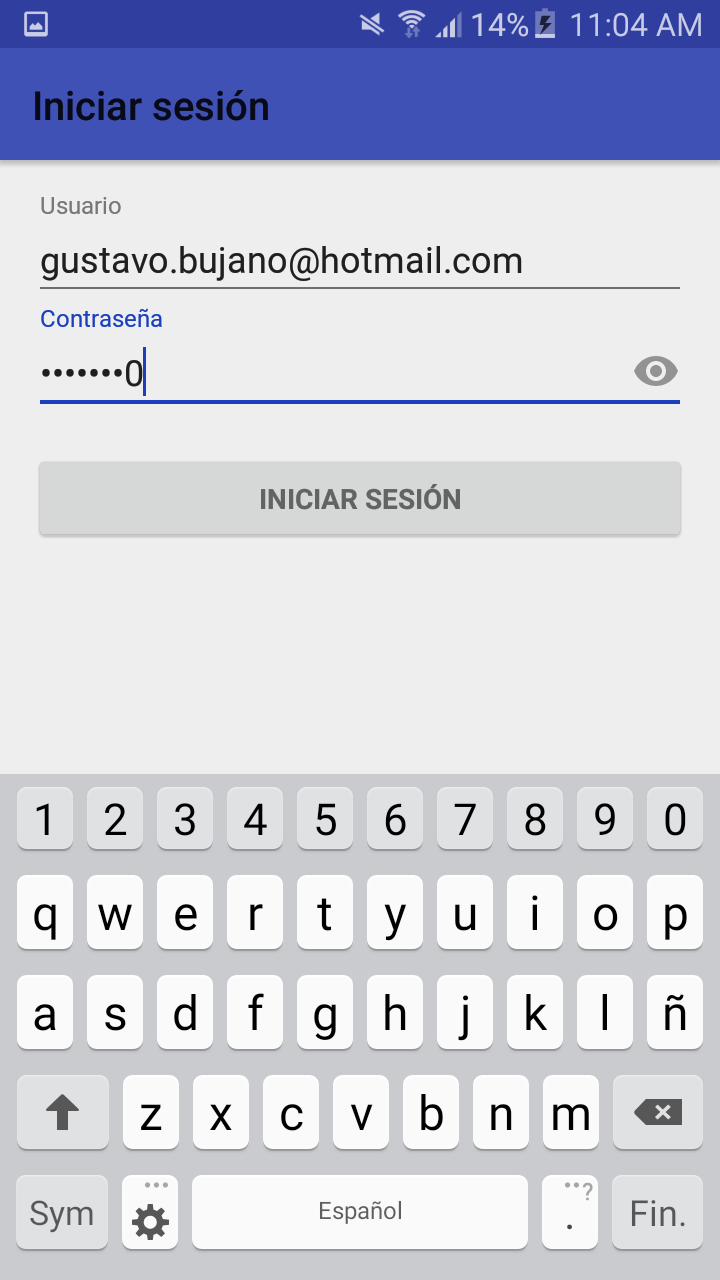 14% 11:04 AM
Iniciar sesión
Usuario
gustavo.bujano@hotmail.com
Contraseña
•••••••0
INICIAR SESIÓN
1 2 3 4 5 6 7 8 9 0
q w e r t y u i o p
a s d f g h j k l ñ
z x c v b n m
Sym Español . ? Fin.